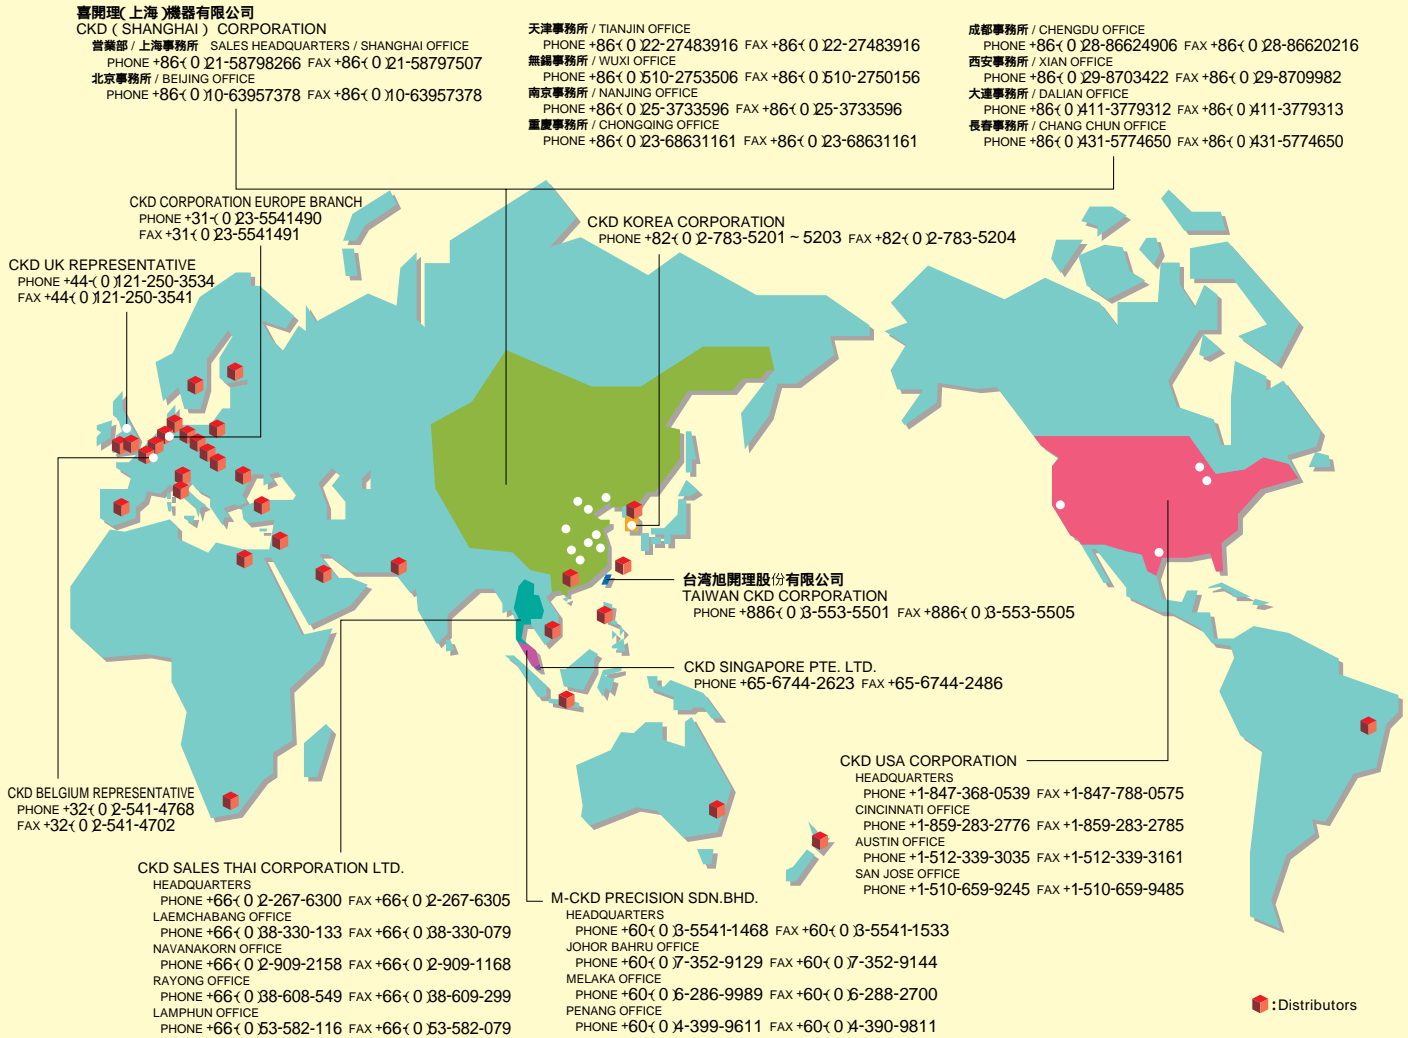 喜開理(上海)機器有限公司
CKD(SHANGHAI) CORPORATION
営業部 / 上海事務所 SALES HEADQUARTERS / SHANGHAI OFFICE
PHONE +86-(0)21-58798266 FAX +86-(0)21-58797507
北京事務所 / BEIJING OFFICE
PHONE +86-(0)10-63957378 FAX +86-(0)10-63957378
天津事務所 / TIANJIN OFFICE
PHONE +86-(0)22-27483916 FAX +86-(0)22-27483916
無錫事務所 / WUXI OFFICE
PHONE +86-(0)510-2753506 FAX +86-(0)510-2750156
南京事務所 / NANJING OFFICE
PHONE +86-(0)25-3733596 FAX +86-(0)25-3733596
重慶事務所 / CHONGQING OFFICE
PHONE +86-(0)23-68631161 FAX +86-(0)23-68631161
成都事務所 / CHENGDU OFFICE
PHONE +86-(0)28-86624906 FAX +86-(0)28-86620216
西安事務所 / XIAN OFFICE
PHONE +86-(0)29-8703422 FAX +86-(0)29-8709982
大連事務所 / DALIAN OFFICE
PHONE +86-(0)411-3779312 FAX +86-(0)411-3779313
長春事務所 / CHANG CHUN OFFICE
PHONE +86-(0)431-5774650 FAX +86-(0)431-5774650
CKD CORPORATION EUROPE BRANCH
PHONE +31-(0)23-5541490
FAX +31-(0)23-5541491
CKD KOREA CORPORATION
PHONE +82-(0)2-783-5201 ~ 5203 FAX +82-(0)2-783-5204
CKD UK REPRESENTATIVE
PHONE +44-(0)121-250-3534
FAX +44-(0)121-250-3541
台湾旭開理股份有限公司
TAIWAN CKD CORPORATION
PHONE +886-(0)3-553-5501 FAX +886-(0)3-553-5505
CKD SINGAPORE PTE. LTD.
PHONE +65-6744-2623 FAX +65-6744-2486
CKD USA CORPORATION
HEADQUARTERS
PHONE +1-847-368-0539 FAX +1-847-788-0575
CINCINNATI OFFICE
PHONE +1-859-283-2776 FAX +1-859-283-2785
AUSTIN OFFICE
PHONE +1-512-339-3035 FAX +1-512-339-3161
SAN JOSE OFFICE
PHONE +1-510-659-9245 FAX +1-510-659-9485
CKD BELGIUM REPRESENTATIVE
PHONE +32-(0)2-541-4768
FAX +32-(0)2-541-4702
CKD SALES THAI CORPORATION LTD.
HEADQUARTERS
PHONE +66-(0)2-267-6300 FAX +66-(0)2-267-6305
LAEMCHABANG OFFICE
PHONE +66-(0)38-330-133 FAX +66-(0)38-330-079
NAVANAKORN OFFICE
PHONE +66-(0)2-909-2158 FAX +66-(0)2-909-1168
RAYONG OFFICE
PHONE +66-(0)38-608-549 FAX +66-(0)38-609-299
LAMPHUN OFFICE
PHONE +66-(0)53-582-116 FAX +66-(0)53-582-079
M-CKD PRECISION SDN.BHD.
HEADQUARTERS
PHONE +60-(0)3-5541-1468 FAX +60-(0)3-5541-1533
JOHOR BAHRU OFFICE
PHONE +60-(0)7-352-9129 FAX +60-(0)7-352-9144
MELAKA OFFICE
PHONE +60-(0)6-286-9989 FAX +60-(0)6-288-2700
PENANG OFFICE
PHONE +60-(0)4-399-9611 FAX +60-(0)4-390-9811
:Distributors